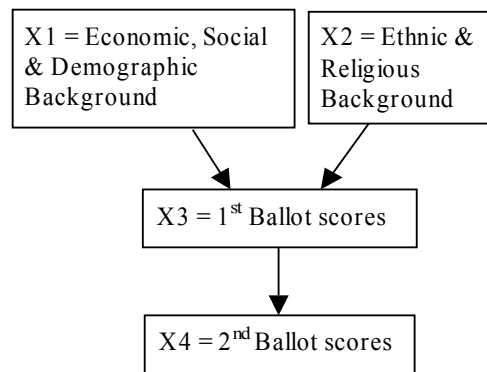 X1 = Economic, Social
& Demographic
Background
X2 = Ethnic &
Religious
Background
X3 = 1st Ballot scores
X4 = 2nd Ballot scores